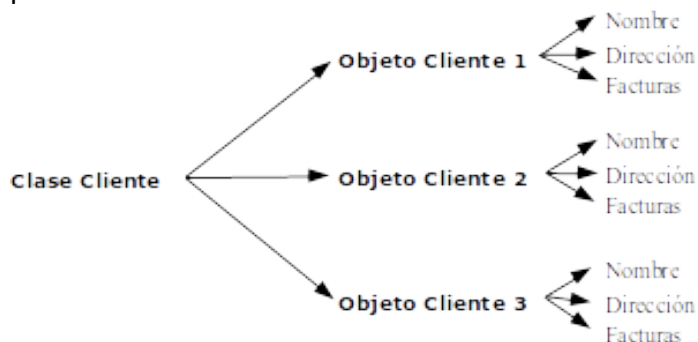 Nombre
Objeto Cliente 1
Dirección
Facturas
Nombre
Clase Cliente
Objeto Cliente 2
Dirección
Facturas
Nombre
Objeto Cliente 3
Dirección
Facturas